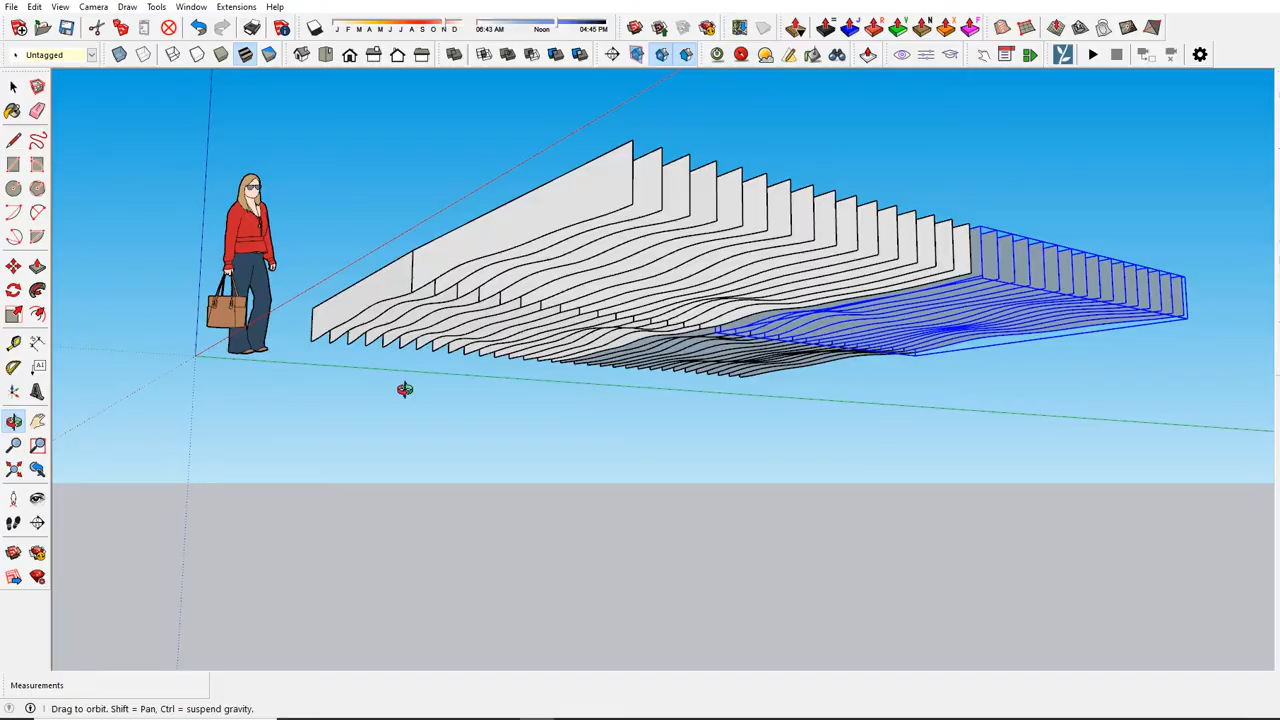 File Edit View Camera Draw Tools Window Extensions Help
J F M A M J J A S O N D 06:43 AM Noon 04:45 PM
Untagged
Measurements
Drag to orbit. Shift = Pan, Ctrl = suspend gravity.